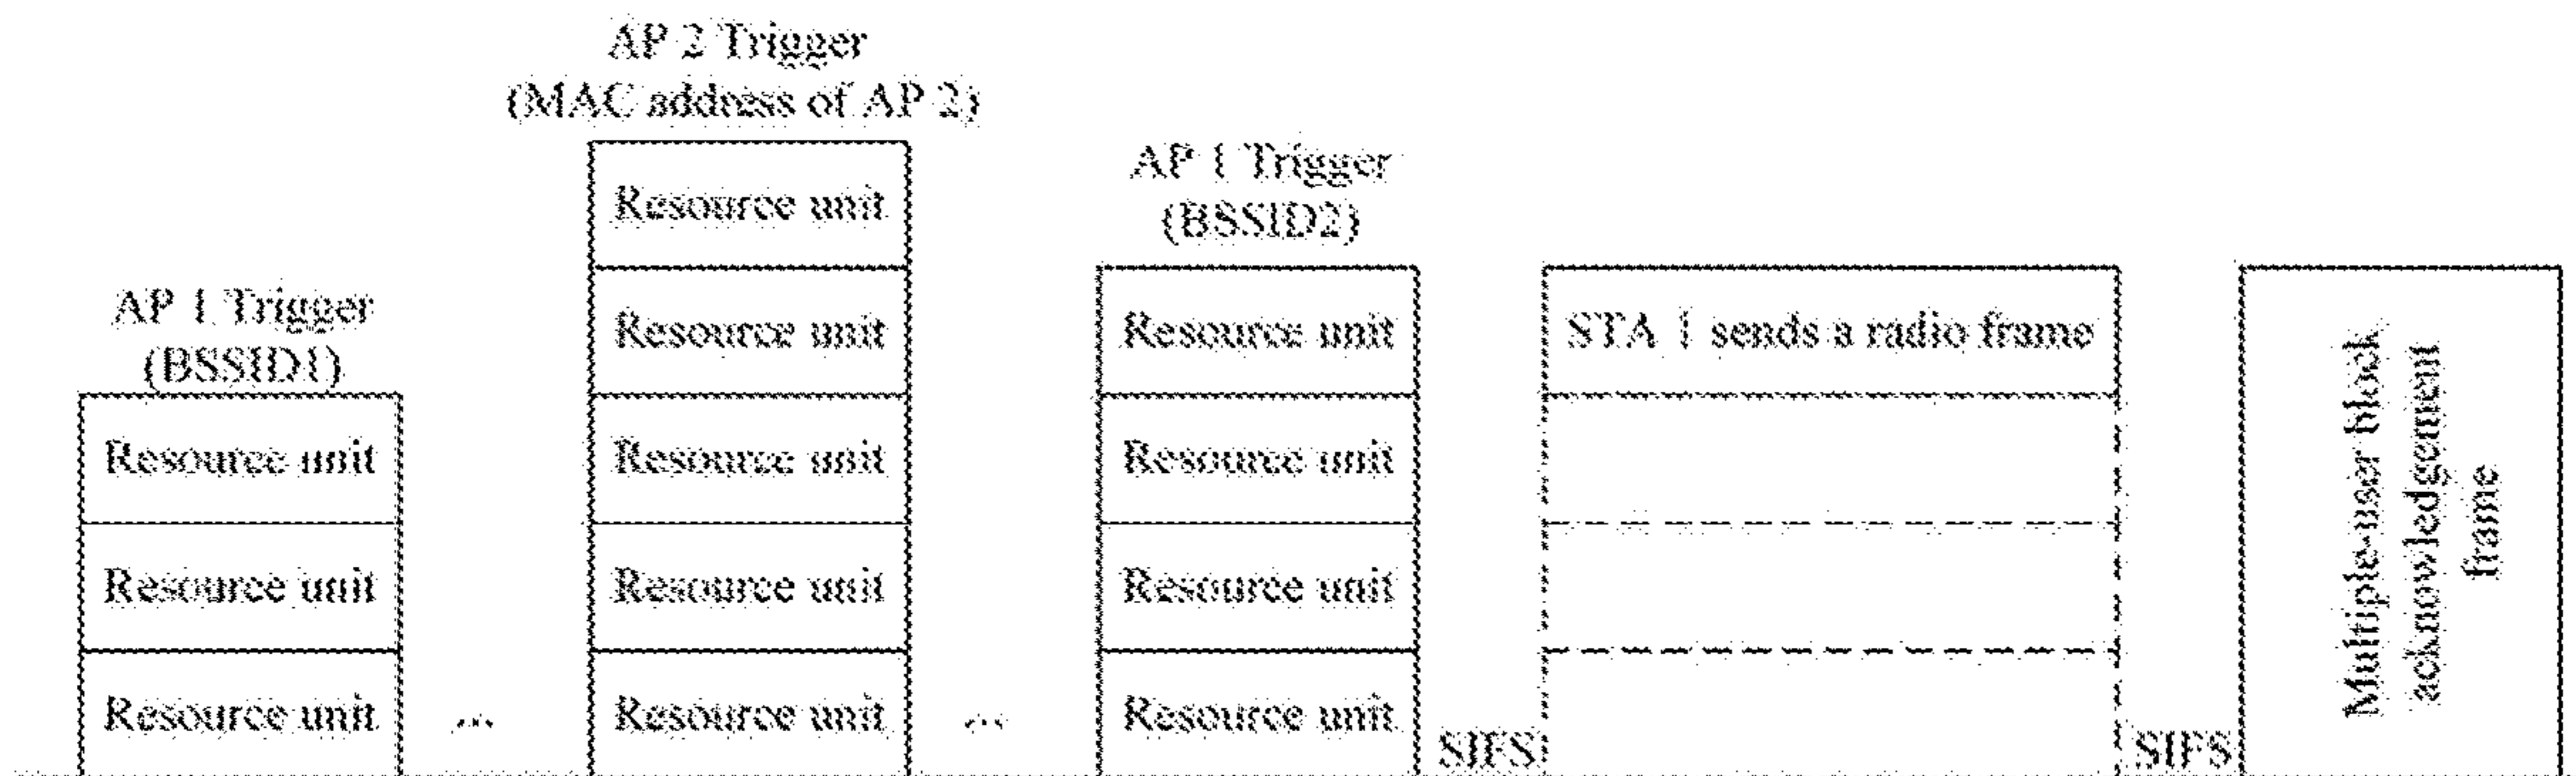 AP 1 Trigger
(BSSID1)
Resource unit
Resource unit
Resource unit
...
AP 2 Trigger
(MAC address of AP 2)
Resource unit
Resource unit
Resource unit
Resource unit
Resource unit
...
AP 1 Trigger
(BSSID2)
Resource unit
Resource unit
Resource unit
Resource unit
SIFS
STA 1 sends a radio frame
SIFS
Multiple-user block
acknowledgement
frame